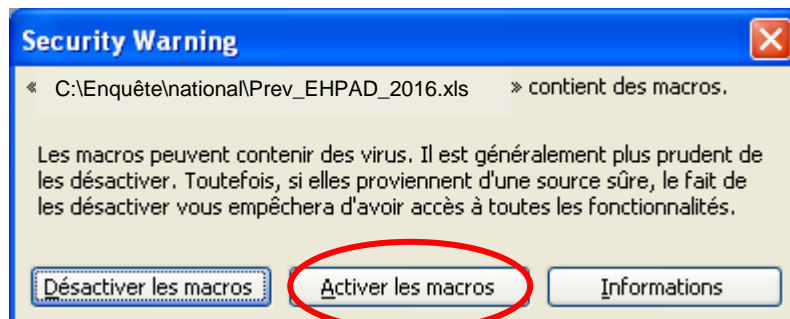 Security Warning
« C:\Enquête\national\Prev_EHPAD_2016.xls » contient des macros.
Les macros peuvent contenir des virus. Il est généralement plus prudent de
les désactiver. Toutefois, si elles proviennent d'une source sûre, le fait de
les désactiver vous empêchera d'avoir accès à toutes les fonctionnalités.
Désactiver les macros Activer les macros Informations